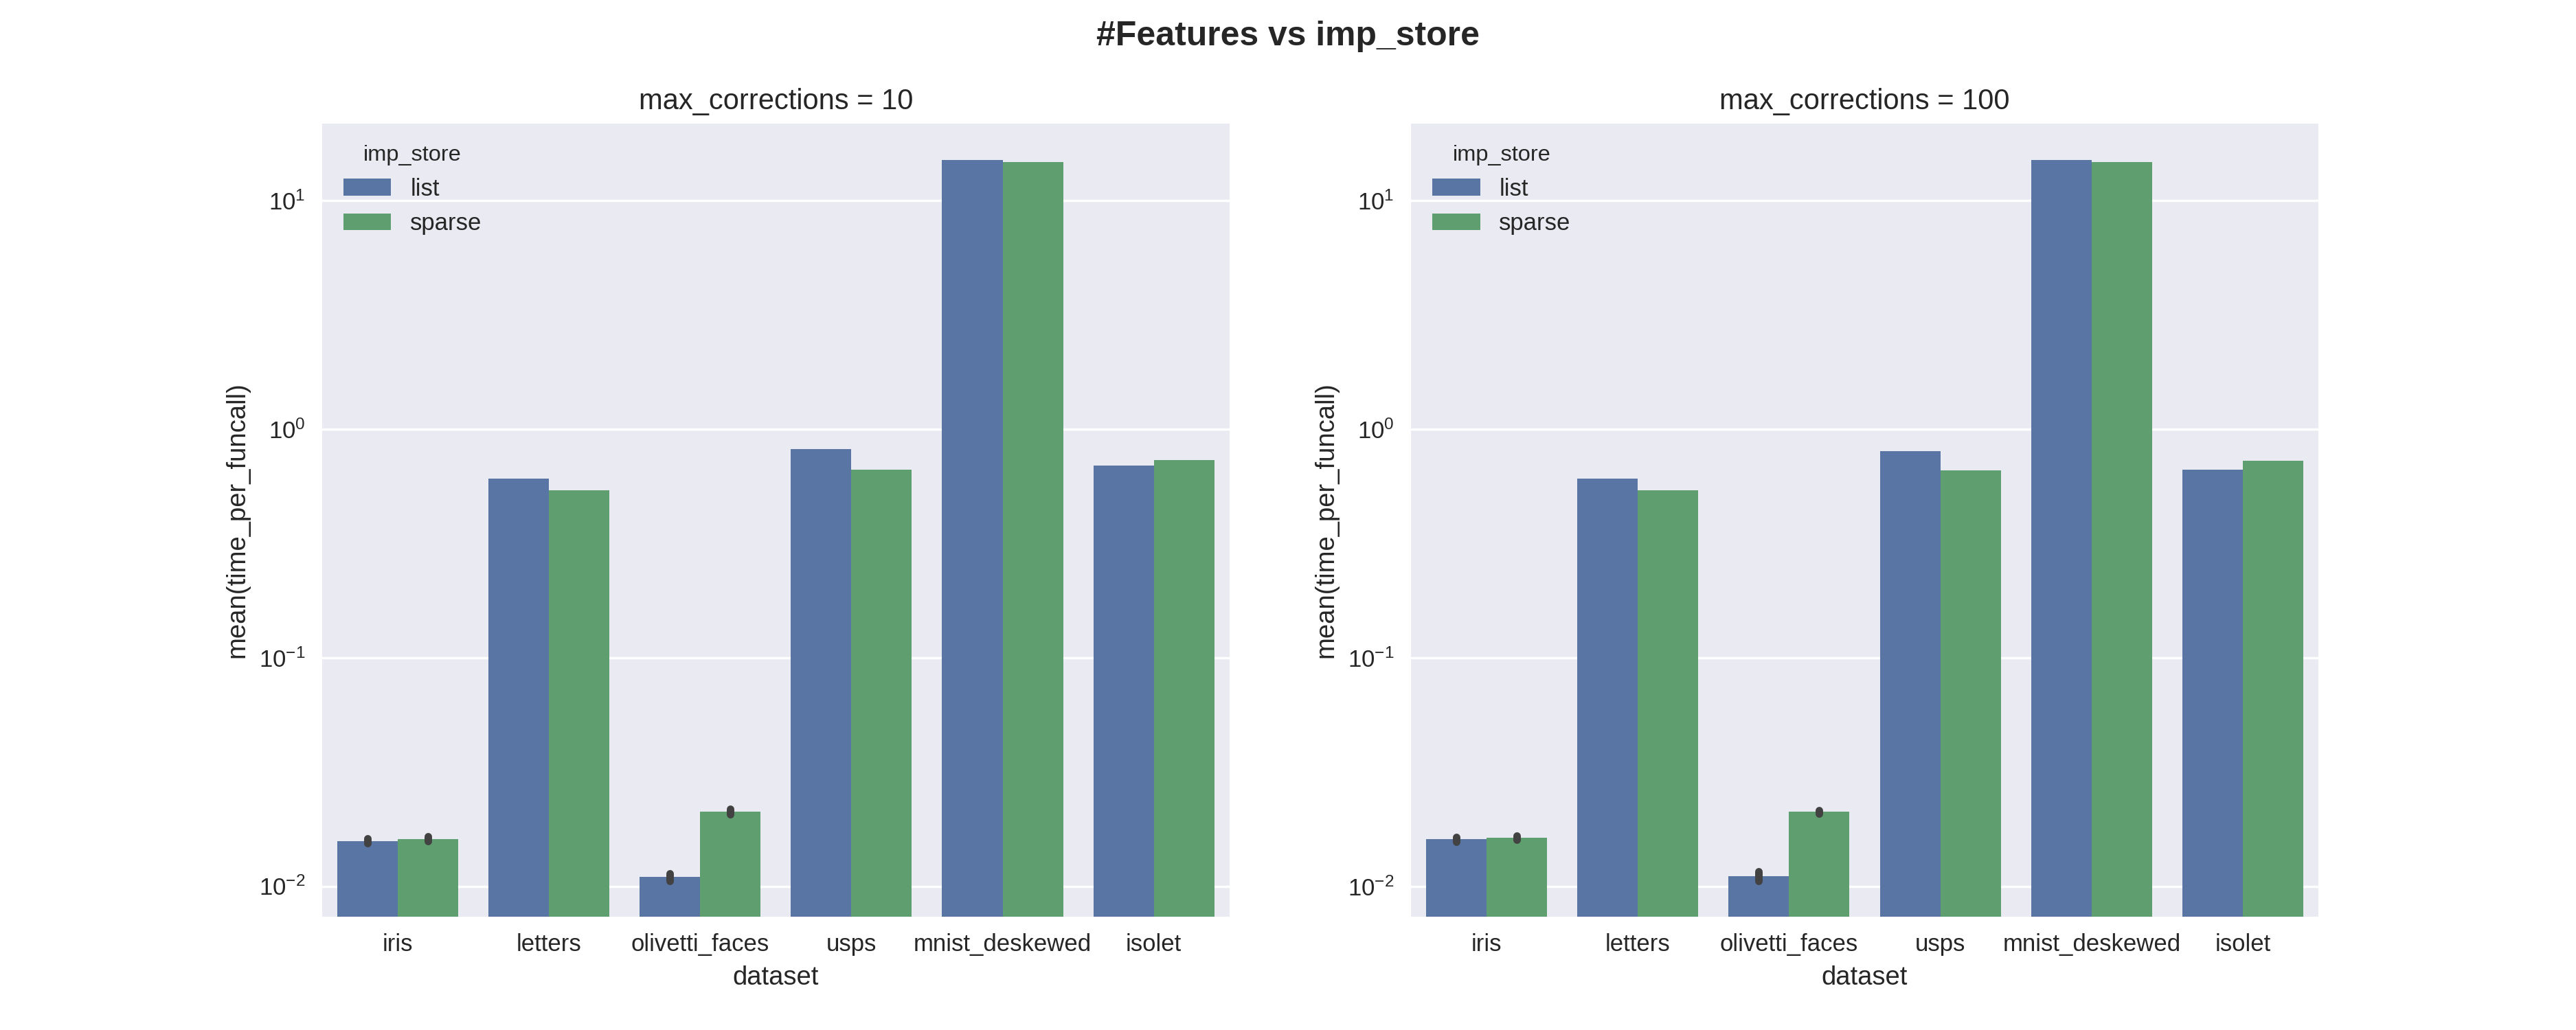 #Features vs imp_store
max_corrections = 10
imp_store
list
sparse
10¹
10⁰
10⁻¹
10⁻²
mean(time_per_funcall)
iris letters olivetti_faces usps mnist_deskewed isolet
dataset
max_corrections = 100
imp_store
list
sparse
10¹
10⁰
10⁻¹
10⁻²
mean(time_per_funcall)
iris letters olivetti_faces usps mnist_deskewed isolet
dataset